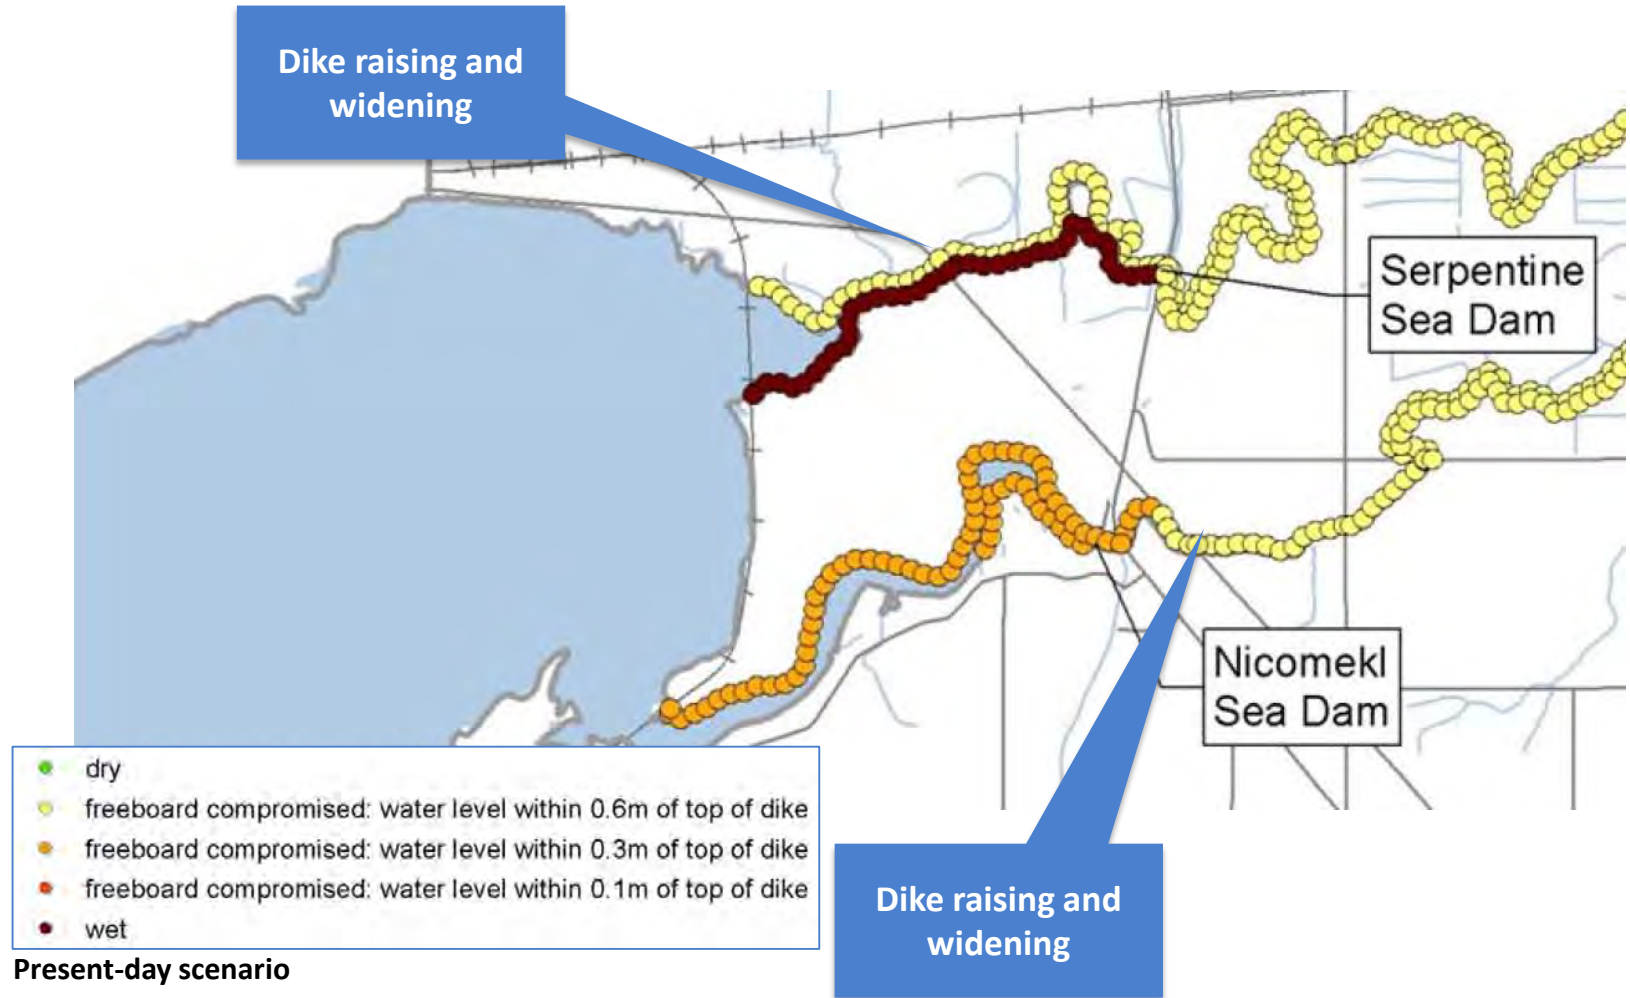 Dike raising and
widening
Serpentine
Sea Dam
Nicomekl
Sea Dam
dry
freeboard compromised: water level within 0.6m of top of dike
freeboard compromised: water level within 0.3m of top of dike
freeboard compromised: water level within 0.1m of top of dike
wet
Dike raising and
widening
Present-day scenario